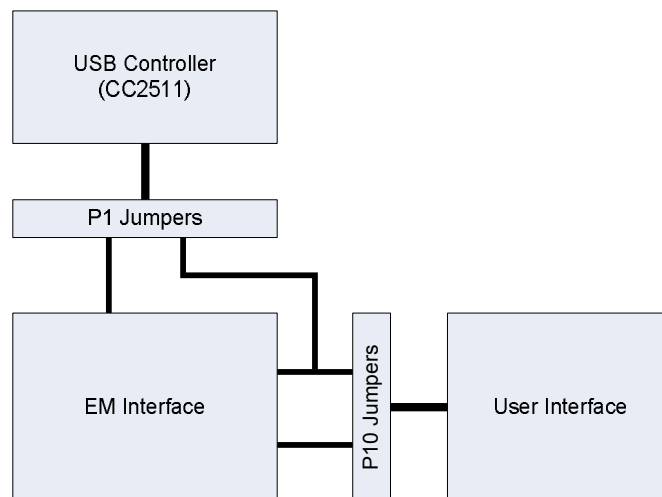 USB Controller
(CC2511)
P1 Jumpers
EM Interface
P10 Jumpers
User Interface